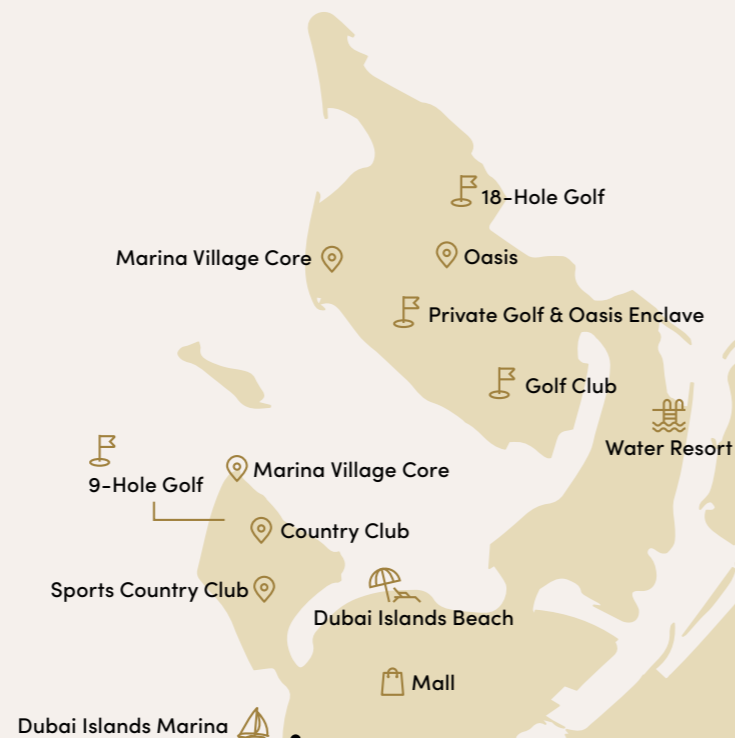 18-Hole Golf
Marina Village Core
Oasis
Private Golf & Oasis Enclave
Golf Club
Water Resort
Marina Village Core
9-Hole Golf
Country Club
Sports Country Club
Dubai Islands Beach
Mall
Dubai Islands Marina